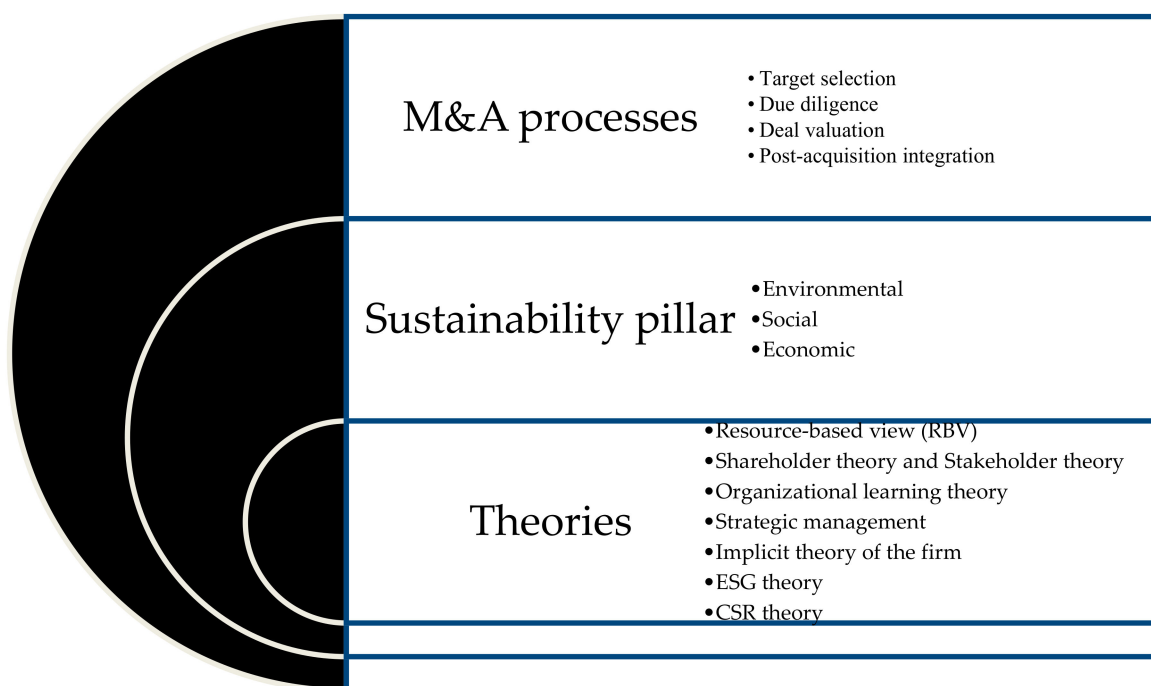 M&A processes
• Target selection
• Due diligence
• Deal valuation
• Post-acquisition integration
Sustainability pillar
•Environmental
•Social
•Economic
Theories
•Resource-based view (RBV)
•Shareholder theory and Stakeholder theory
•Organizational learning theory
•Strategic management
•Implicit theory of the firm
•ESG theory
•CSR theory